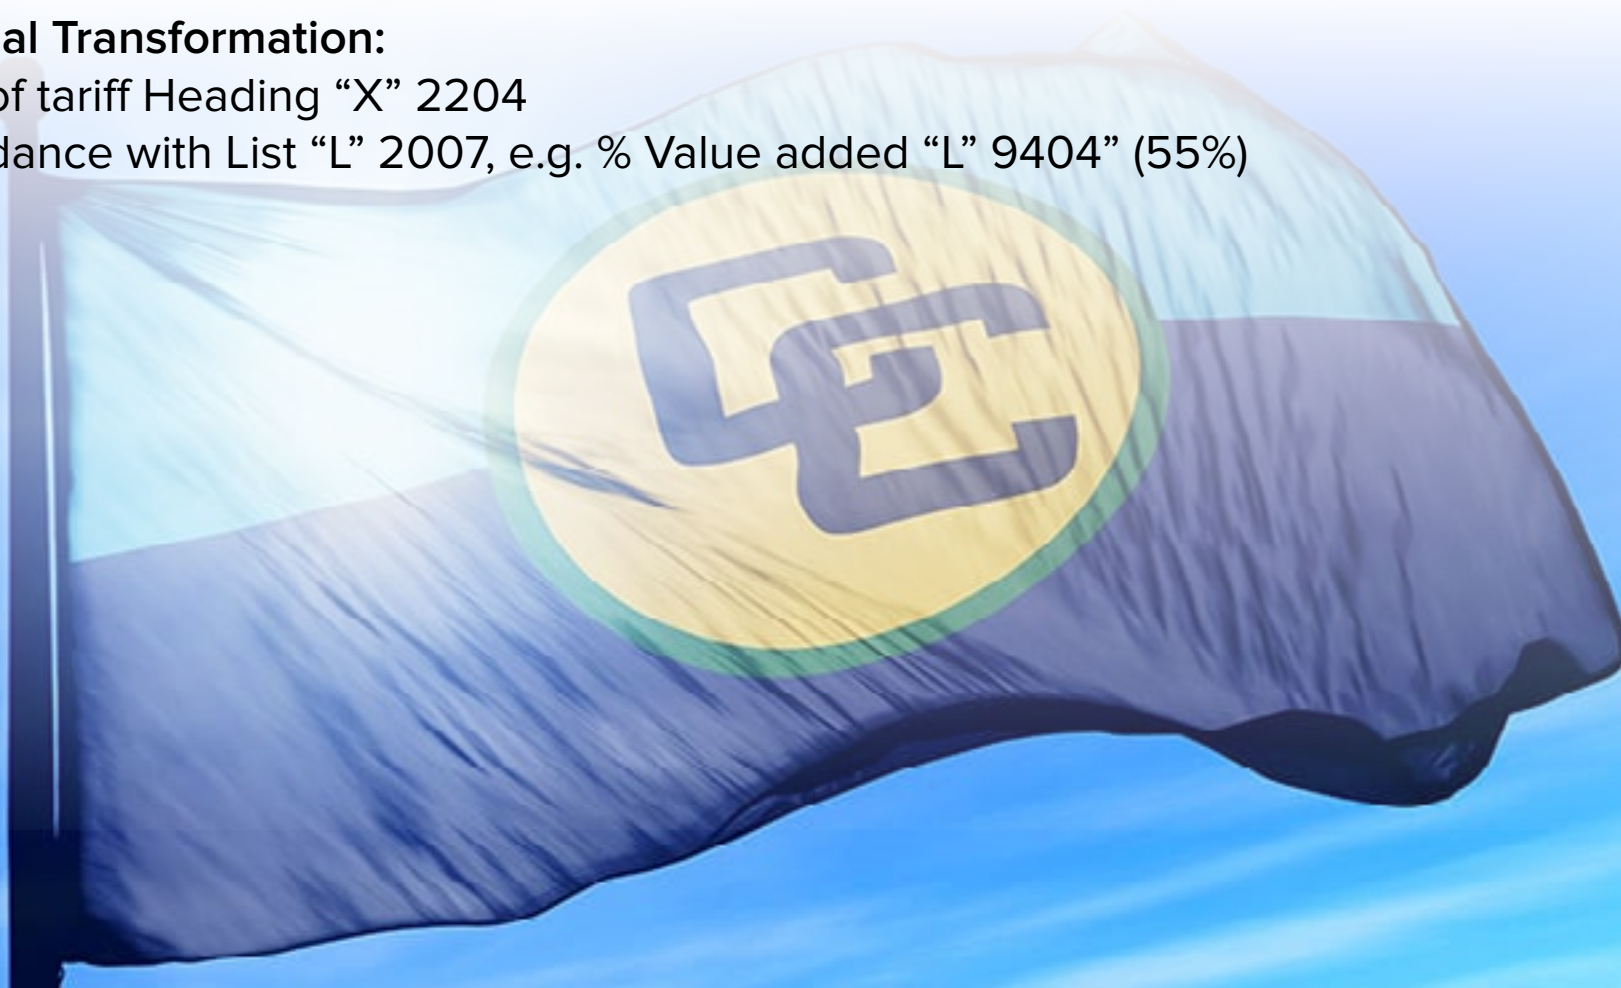 al Transformation:
of tariff Heading “X” 2204
dance with List “L” 2007, e.g. % Value added “L” 9404” (55%)